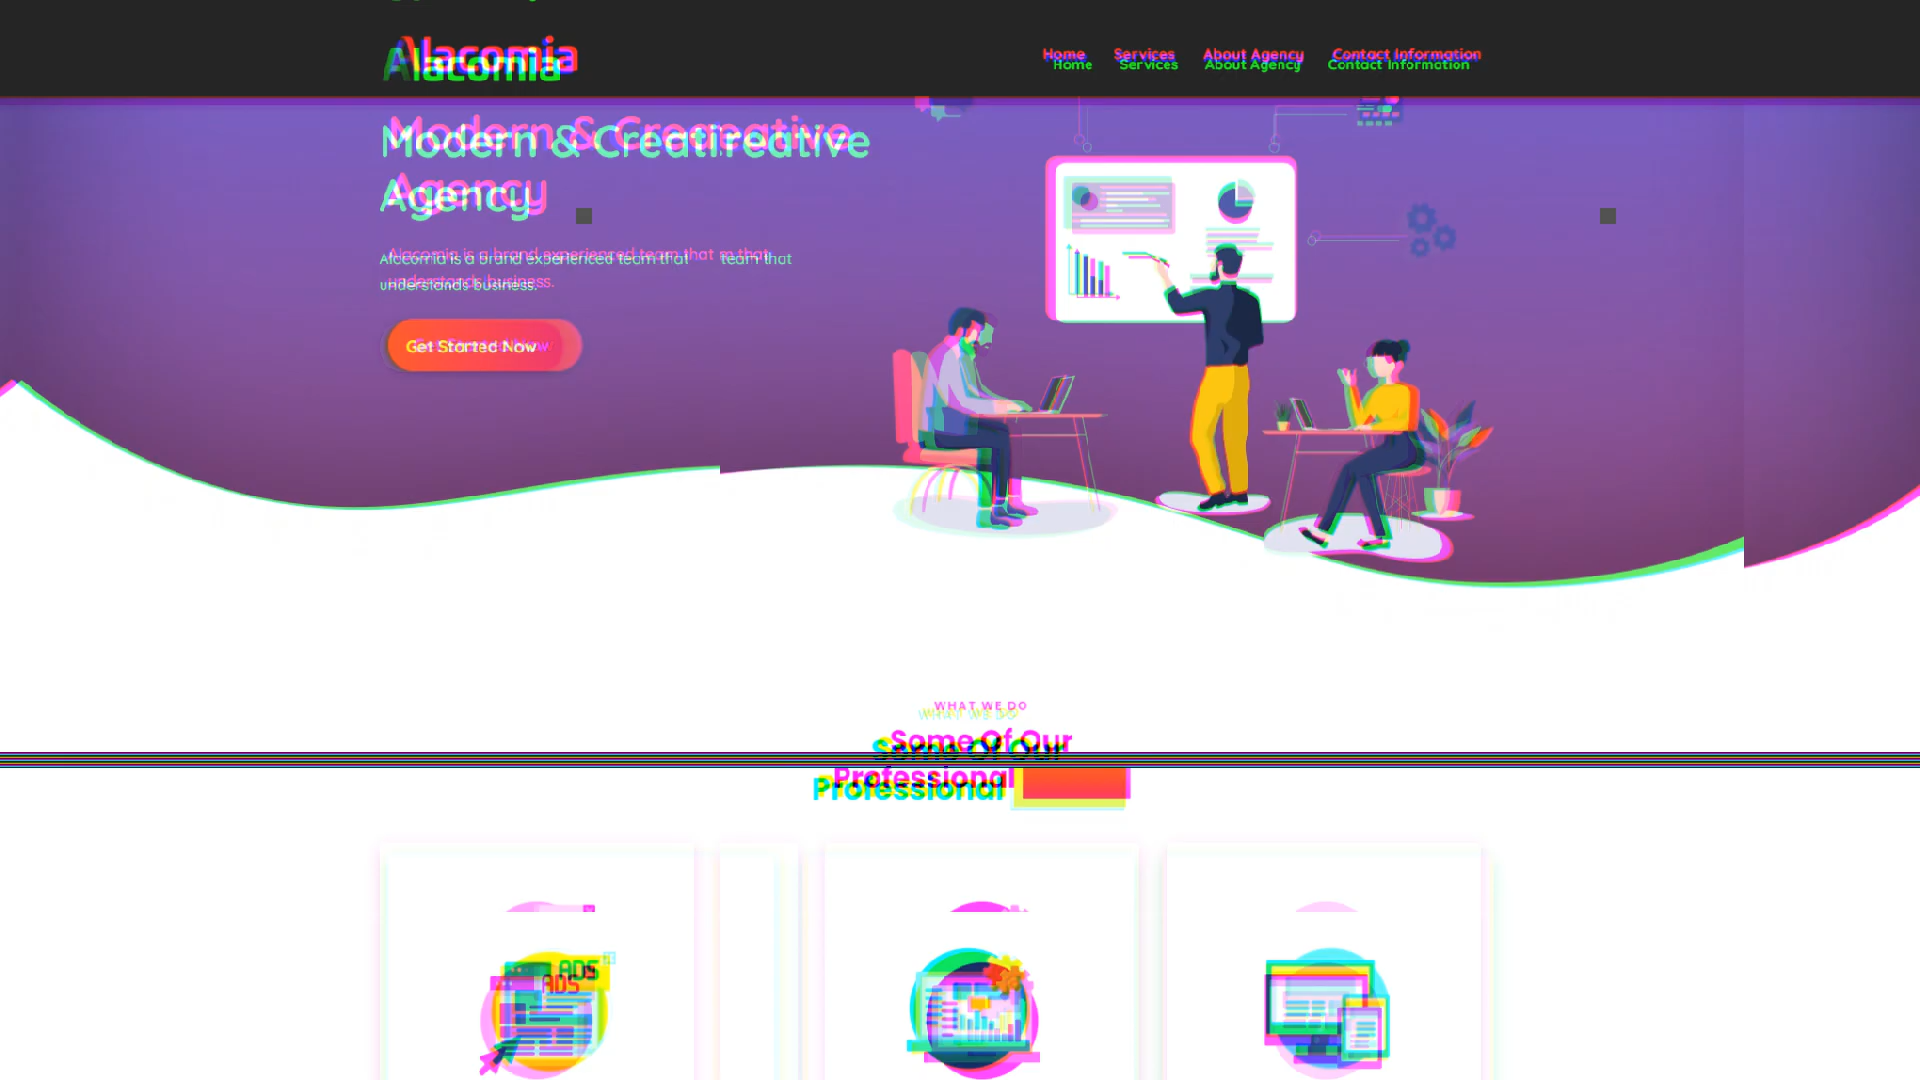 Alacomia
Home Services About Agency Contact Information
Modern & Creative
Agency
Alacomia is a brand experienced team that
understands business.
Get Started Now
WHAT WE DO
Some Of Our
Professional
ADS